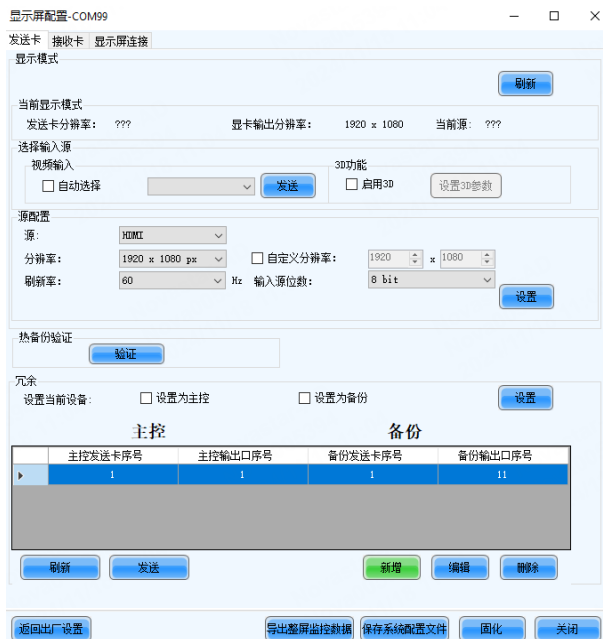 显示屏配置-COM99
发送卡 接收卡 显示屏连接
显示模式
刷新
当前显示模式
发送卡分辨率： ??? 显卡输出分辨率： 1920 x 1080 当前源: ???
选择输入源
视频输入 3D功能
自动选择 发送 启用3D 设置3D参数
源配置
源： HDMI
分辨率： 1920 x 1080 px 自定义分辨率： 1920 x 1080
刷新率： 60 Hz 输入源位数： 8 bit
设置
热备份验证
验证
冗余
设置当前设备： 设置为主控 设置为备份 设置
主控 备份
主控发送卡序号 主控输出口序号 备份发送卡序号 备份输出口序号
1 1 1 11
刷新 发送 新增 编辑 删除
返回出厂设置 导出整屏监控数据 保存系统配置文件 固化 关闭